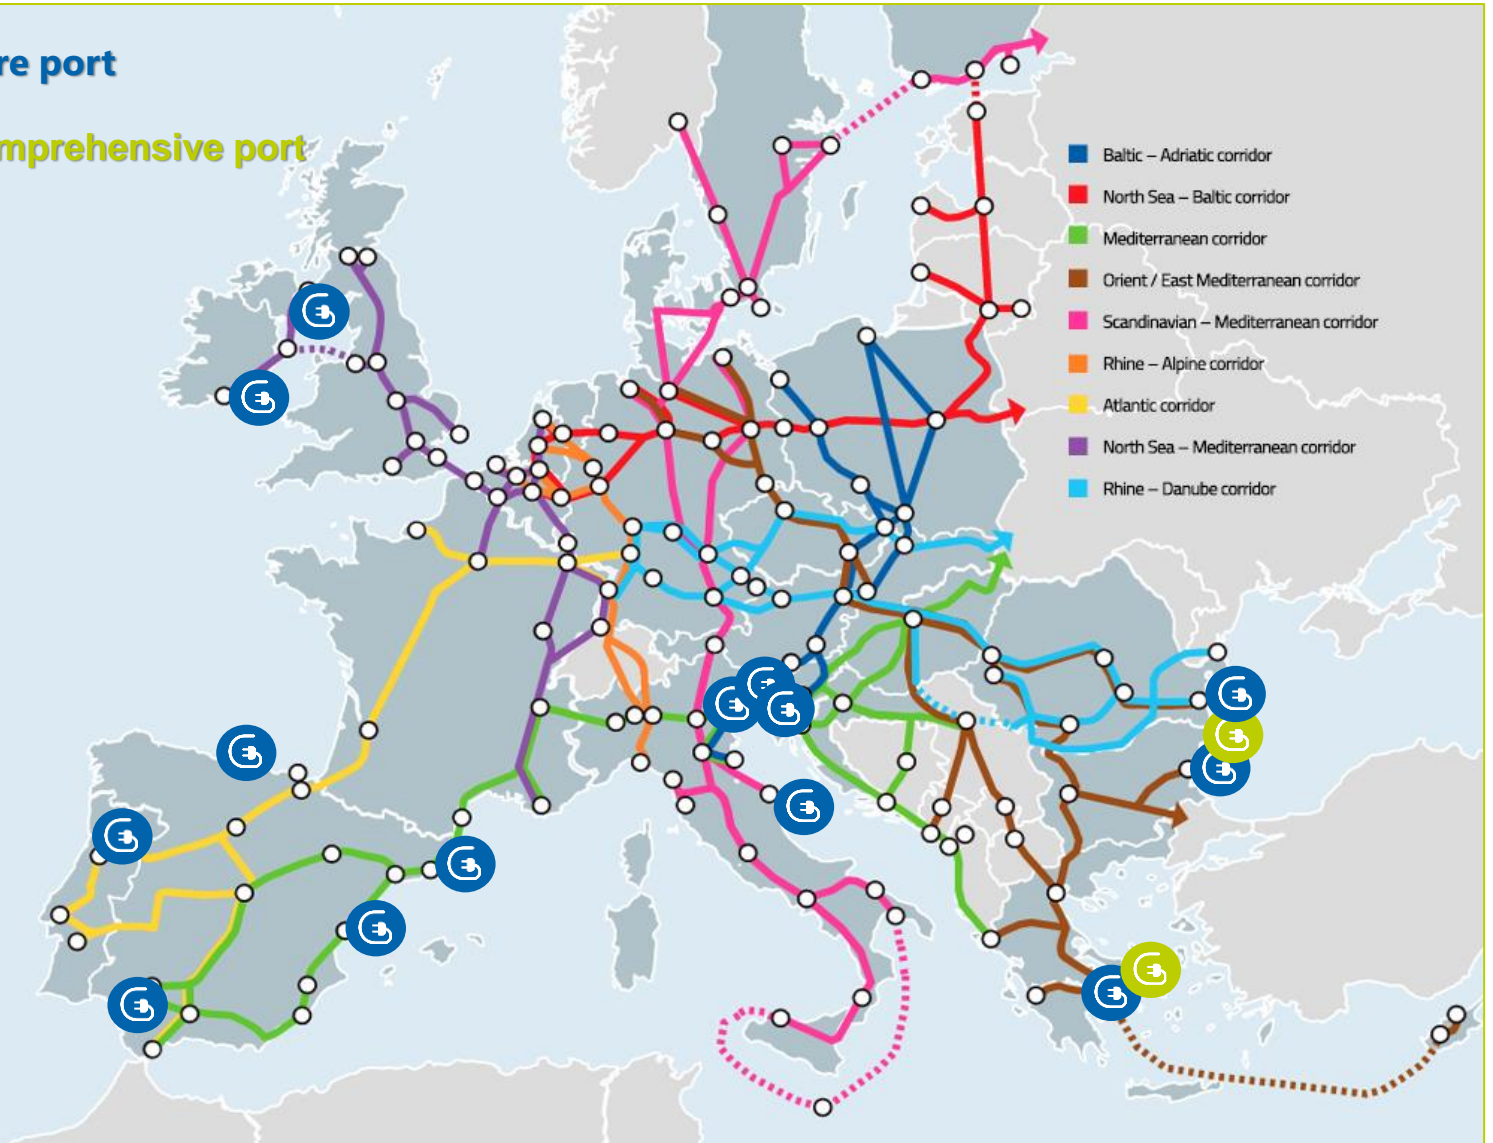 re port
mprehensive port
Baltic – Adriatic corridor
North Sea – Baltic corridor
Mediterranean corridor
Orient / East Mediterranean corridor
Scandinavian – Mediterranean corridor
Rhine – Alpine corridor
Atlantic corridor
North Sea – Mediterranean corridor
Rhine – Danube corridor